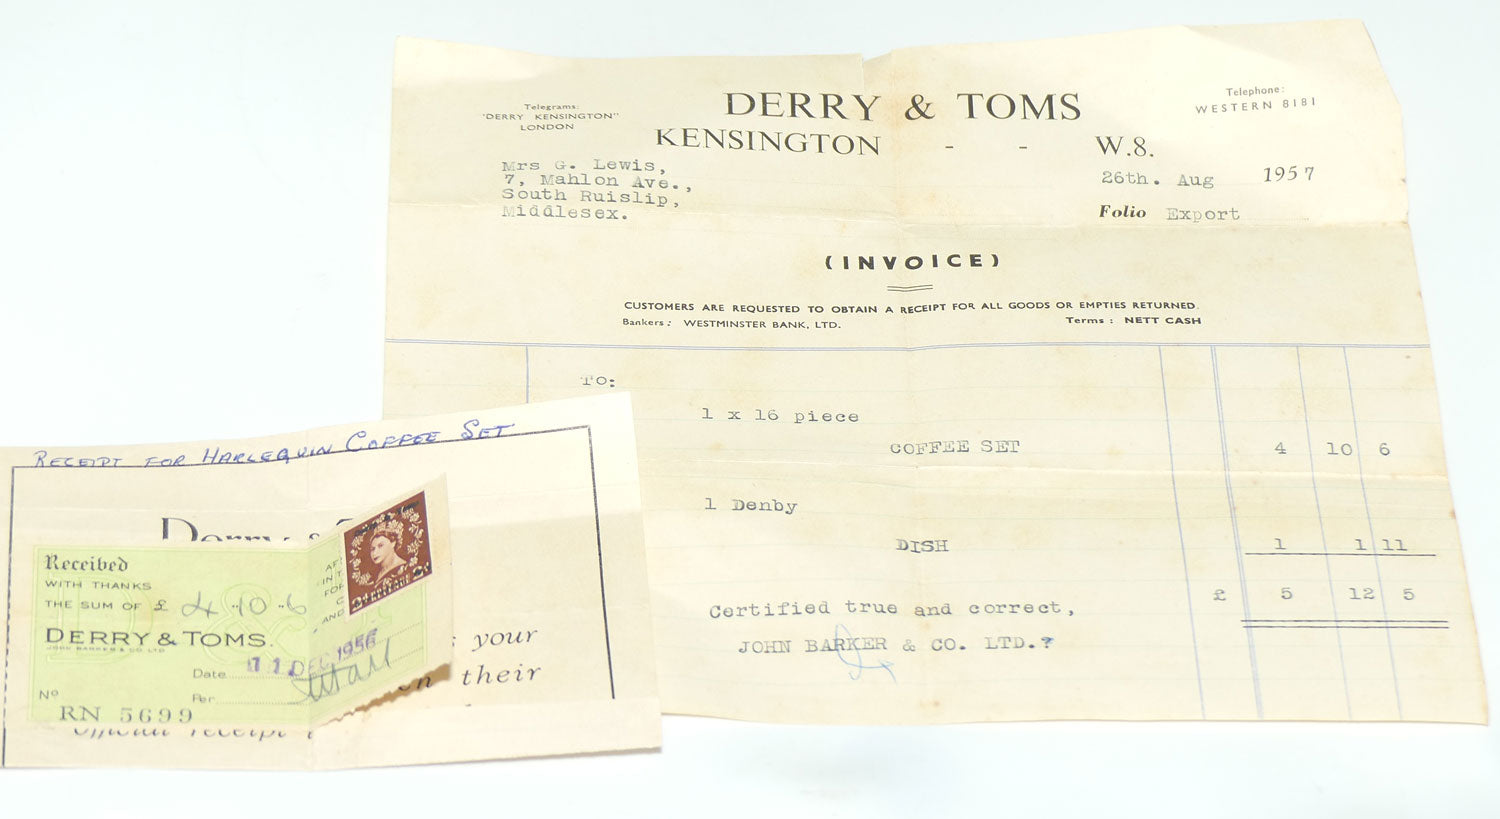 Telegrams:
"DERRY KENSINGTON"
LONDON
DERRY & TOMS
KENSINGTON - - W.8.
Telephone:
WESTERN 8181
Mrs G. Lewis,
7, Mahlon Ave.,
South Ruislip,
Middlesex.
26th. Aug 1957
Folio Export
(INVOICE)
CUSTOMERS ARE REQUESTED TO OBTAIN A RECEIPT FOR ALL GOODS OR EMPTIES RETURNED.
Bankers: WESTMINSTER BANK, LTD. Terms: NETT CASH
TO:
1 x 16 piece
COFFEE SET 4 10 6
1 Denby
DISH 1 1 11
£ 5 12 5
Certified true and correct,
JOHN BARKER & CO. LTD.?
RECEIPT FOR HARLEQUIN COFFEE SET
Derry &
Received
WITH THANKS
THE SUM OF £ 4-10-6
DERRY & TOMS.
JOHN BARKER & CO LTD
Date 11 DEC 1956
Per
No
RN 5699
AND
your
on their
official receipt